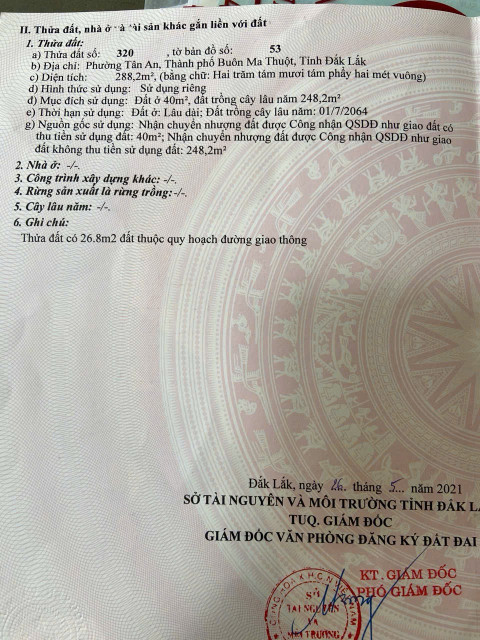 II. Thửa đất, nhà ở và tài sản khác gắn liền với đất
1. Thửa đất:
a) Thửa đất số: 320 , tờ bản đồ số: 53
b) Địa chỉ: Phường Tân An, Thành phố Buôn Ma Thuột, Tỉnh Đắk Lắk
c) Diện tích: 288,2m², (bằng chữ: Hai trăm tám mươi tám phẩy hai mét vuông)
d) Hình thức sử dụng: Sử dụng riêng
đ) Mục đích sử dụng: Đất ở 40m², đất trồng cây lâu năm 248,2m²
e) Thời hạn sử dụng: Đất ở: Lâu dài; Đất trồng cây lâu năm: 01/7/2064
g) Nguồn gốc sử dụng: Nhận chuyển nhượng đất được Công nhận QSDĐ như giao đất có
thu tiền sử dụng đất: 40m²; Nhận chuyển nhượng đất được Công nhận QSDĐ như giao
đất không thu tiền sử dụng đất: 248,2m²
2. Nhà ở: -/-.
3. Công trình xây dựng khác: -/-.
4. Rừng sản xuất là rừng trồng:-/-.
5. Cây lâu năm: -/-.
6. Ghi chú:
Thửa đất có 26.8m2 đất thuộc quy hoạch đường giao thông
Đắk Lắk, ngày 26. tháng 5... năm 2021
SỞ TÀI NGUYÊN VÀ MÔI TRƯỜNG TỈNH ĐẮK
TUQ. GIÁM ĐỐC
GIÁM ĐỐC VĂN PHÒNG ĐĂNG KÝ ĐẤT ĐAI
KT. GIÁM ĐỐC
PHÓ GIÁM ĐỐC
SỞ
TÀI NGUYÊN
VÀ
MÔI TRƯỜNG